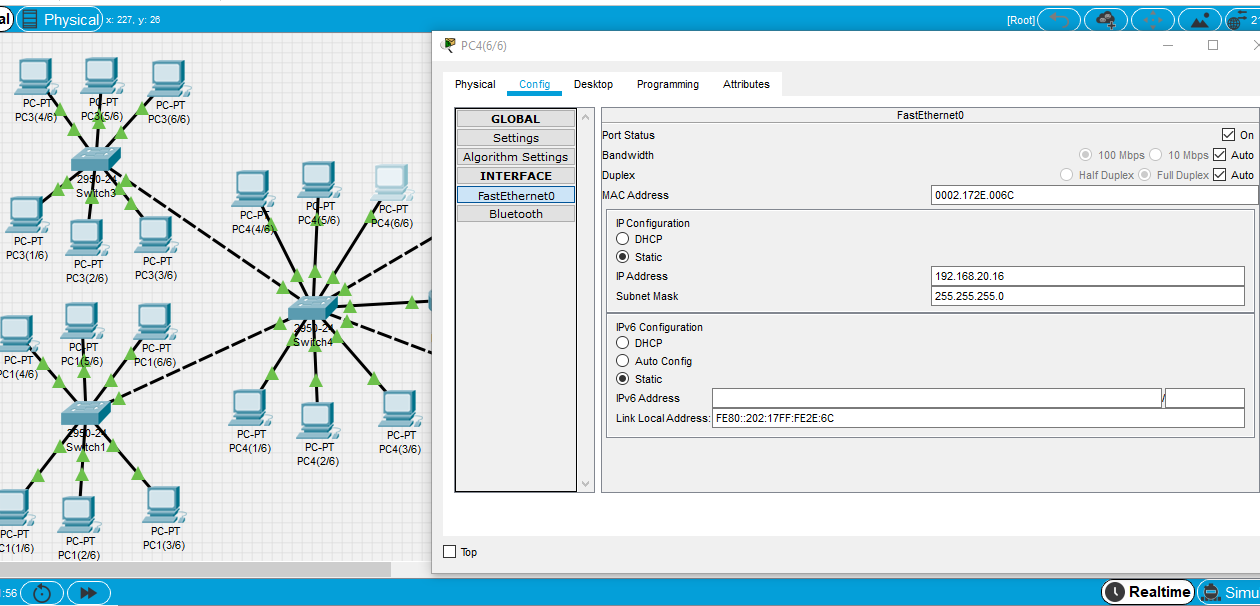 al
Physical
x: 227, y: 26
[Root]
PC4(6/6)
Physical
Config
Desktop
Programming
Attributes
GLOBAL
Settings
Algorithm Settings
INTERFACE
FastEthernet0
Bluetooth
FastEthernet0
Port Status
On
Bandwidth
100 Mbps
10 Mbps
Auto
Duplex
Half Duplex
Full Duplex
Auto
MAC Address
0002.172E.006C
IP Configuration
DHCP
Static
IP Address
192.168.20.16
Subnet Mask
255.255.255.0
IPv6 Configuration
DHCP
Auto Config
Static
IPv6 Address
/
Link Local Address:
FE80::202:17FF:FE2E:6C
Top
PC-PT
PC3(4/6)
PC-PT
PC3(5/6)
PC-PT
PC3(6/6)
2950-24
Switch3
PC-PT
PC3(1/6)
PC-PT
PC3(2/6)
PC-PT
PC3(3/6)
PC-PT
PC4(4/6)
PC-PT
PC4(5/6)
PC-PT
PC4(6/6)
2950-24
Switch4
PC-PT
PC1(4/6)
PC-PT
PC1(5/6)
PC-PT
PC1(6/6)
2950-24
Switch1
PC-PT
PC4(1/6)
PC-PT
PC4(2/6)
PC-PT
PC4(3/6)
PC-PT
PC1(1/6)
PC-PT
PC1(2/6)
PC-PT
PC1(3/6)
:56
Realtime
Simu